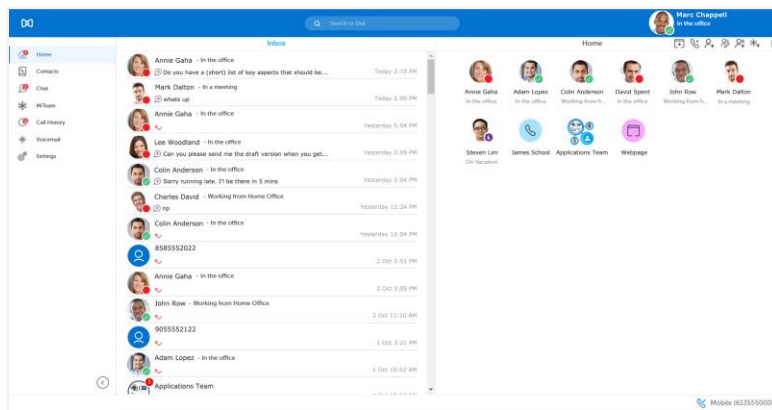 Search or Dial
Marc Chappell
In the office
Inbox
Home
Home
Contacts
Chat
MiTeam
Call History
Voicemail
Settings
Annie Gaha - In the office
Do you have a (short) list of key aspects that should be...
Today 2:10 PM
Mark Dalton - In a meeting
whats up
Today 2:00 PM
Annie Gaha - In the office
Yesterday 5:04 PM
Lee Woodland - In the office
Can you please send me the draft version when you get...
Yesterday 2:09 PM
Colin Anderson - In the office
Sorry running late. I'll be there in 5 mins
Yesterday 2:04 PM
Charles David - Working from Home Office
np
Yesterday 12:24 PM
Colin Anderson - In the office
Yesterday 12:04 PM
8585552022
2 Oct 3:51 PM
Annie Gaha - In the office
2 Oct 3:05 PM
John Row - Working from Home Office
2 Oct 11:20 AM
9055552122
1 Oct 3:21 PM
Adam Lopez - In the office
1 Oct 10:02 AM
Applications Team
Annie Gaha
In the office
Adam Lopez
In the office
Colin Anderson
Working from h...
David Spent
In the office
John Row
Working from h...
Mark Dalton
In a meeting
Steven Lim
On Vacation
James School
Applications Team
Webpage
Mobile (613555000